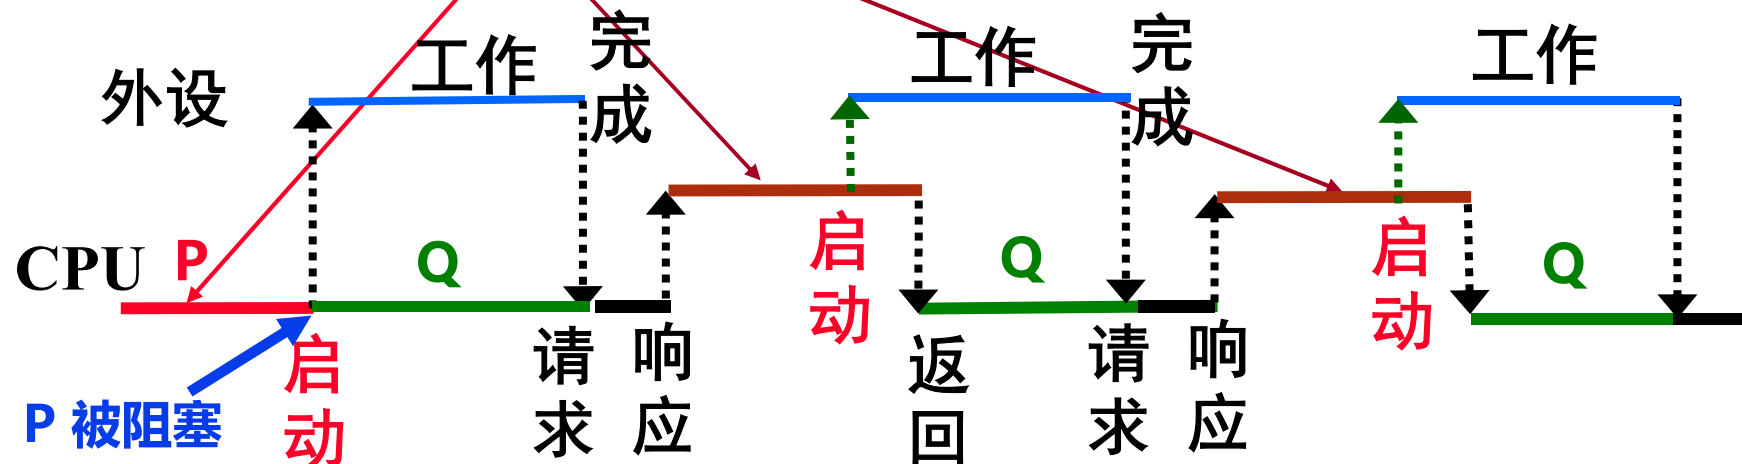 外设
工作
完成
工作
完成
工作
CPU
P
Q
启动
Q
启动
Q
P 被阻塞
启动
请求
响应
返回
请求
响应